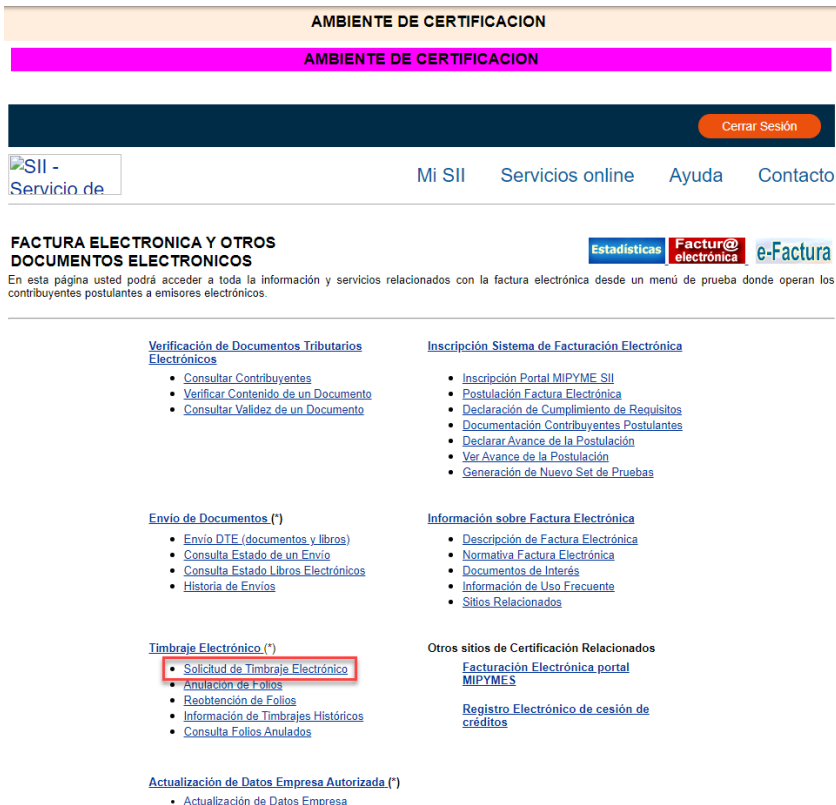 AMBIENTE DE CERTIFICACION
AMBIENTE DE CERTIFICACION
Cerrar Sesión
SII -
Servicio de
Mi SII Servicios online Ayuda Contacto
FACTURA ELECTRONICA Y OTROS
DOCUMENTOS ELECTRONICOS
Estadísticas
Factur@
electrónica
e-Factura
En esta página usted podrá acceder a toda la información y servicios relacionados con la factura electrónica desde un menú de prueba donde operan los
contribuyentes postulantes a emisores electrónicos.
Verificación de Documentos Tributarios
Electrónicos
Consultar Contribuyentes
Verificar Contenido de un Documento
Consultar Validez de un Documento
Inscripción Sistema de Facturación Electrónica
Inscripción Portal MIPYME SII
Postulación Factura Electrónica
Declaración de Cumplimiento de Requisitos
Documentación Contribuyentes Postulantes
Declarar Avance de la Postulación
Ver Avance de la Postulación
Generación de Nuevo Set de Pruebas
Envío de Documentos (*)
Envío DTE (documentos y libros)
Consulta Estado de un Envío
Consulta Estado Libros Electrónicos
Historia de Envíos
Información sobre Factura Electrónica
Descripción de Factura Electrónica
Normativa Factura Electrónica
Documentos de Interés
Información de Uso Frecuente
Sitios Relacionados
Timbraje Electrónico (*)
Solicitud de Timbraje Electrónico
Anulación de Folios
Reobtención de Folios
Información de Timbrajes Históricos
Consulta Folios Anulados
Otros sitios de Certificación Relacionados
Facturación Electrónica portal
MIPYMES
Registro Electrónico de cesión de
créditos
Actualización de Datos Empresa Autorizada (*)
Actualización de Datos Empresa